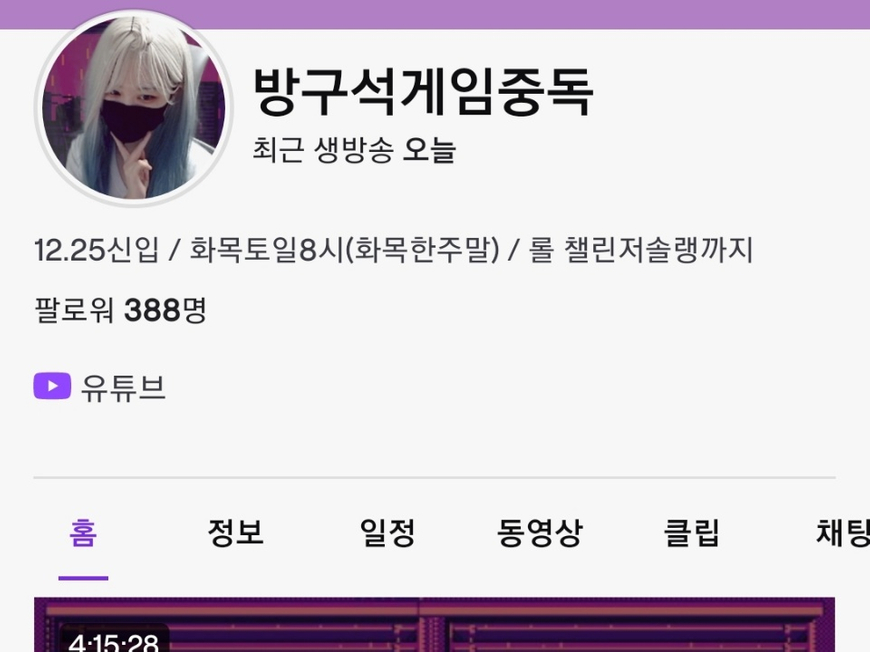 방구석게임중독
최근 생방송 오늘
12.25신입 / 화목토일8시(화목한주말) / 롤 챌린저솔랭까지
팔로워 388명
유튜브
홈 정보 일정 동영상 클립 채팅
4:15:28